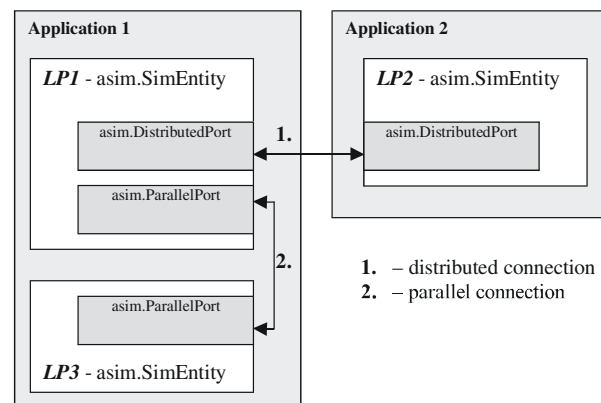 Application 1
LP1 - asim.SimEntity
asim.DistributedPort
asim.ParallelPort
asim.ParallelPort
LP3 - asim.SimEntity
1.
2.
Application 2
LP2 - asim.SimEntity
asim.DistributedPort
1. – distributed connection
2. – parallel connection